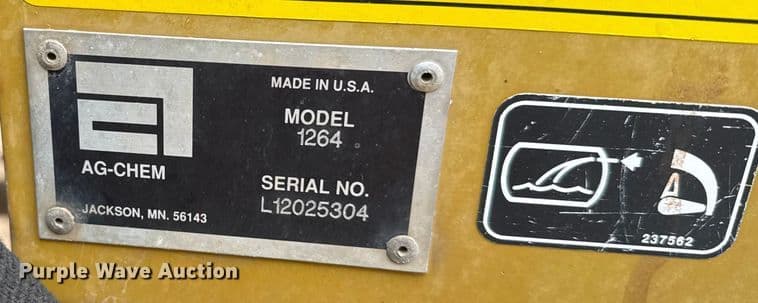 MADE IN U.S.A.
MODEL
1264
AG-CHEM
SERIAL NO.
L12025304
JACKSON, MN. 56143
237562
Purple Wave Auction